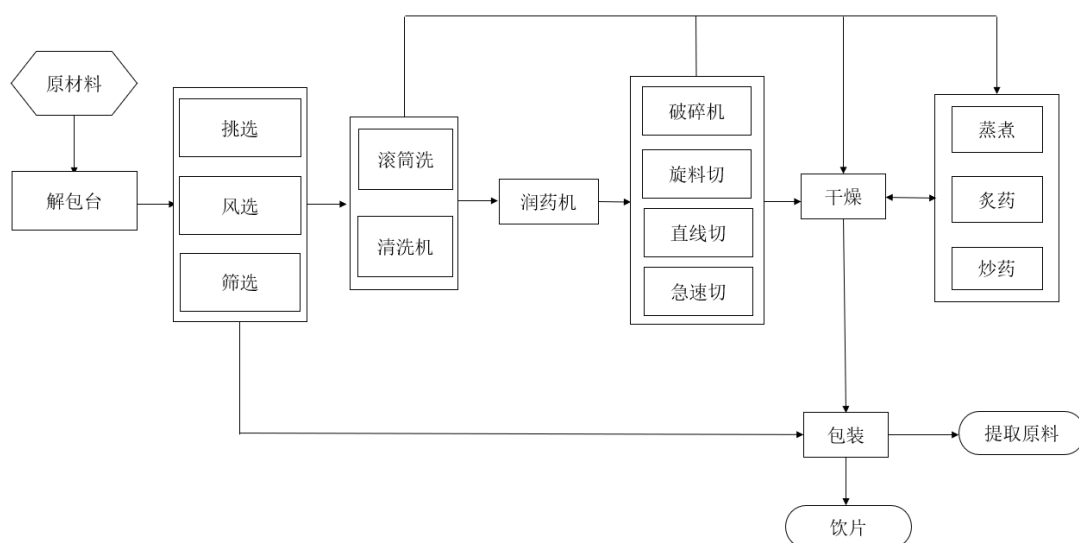 原材料
解包台
挑选
风选
筛选
滚筒洗
清洗机
润药机
破碎机
旋料切
直线切
急速切
干燥
蒸煮
炙药
炒药
包装
提取原料
饮片